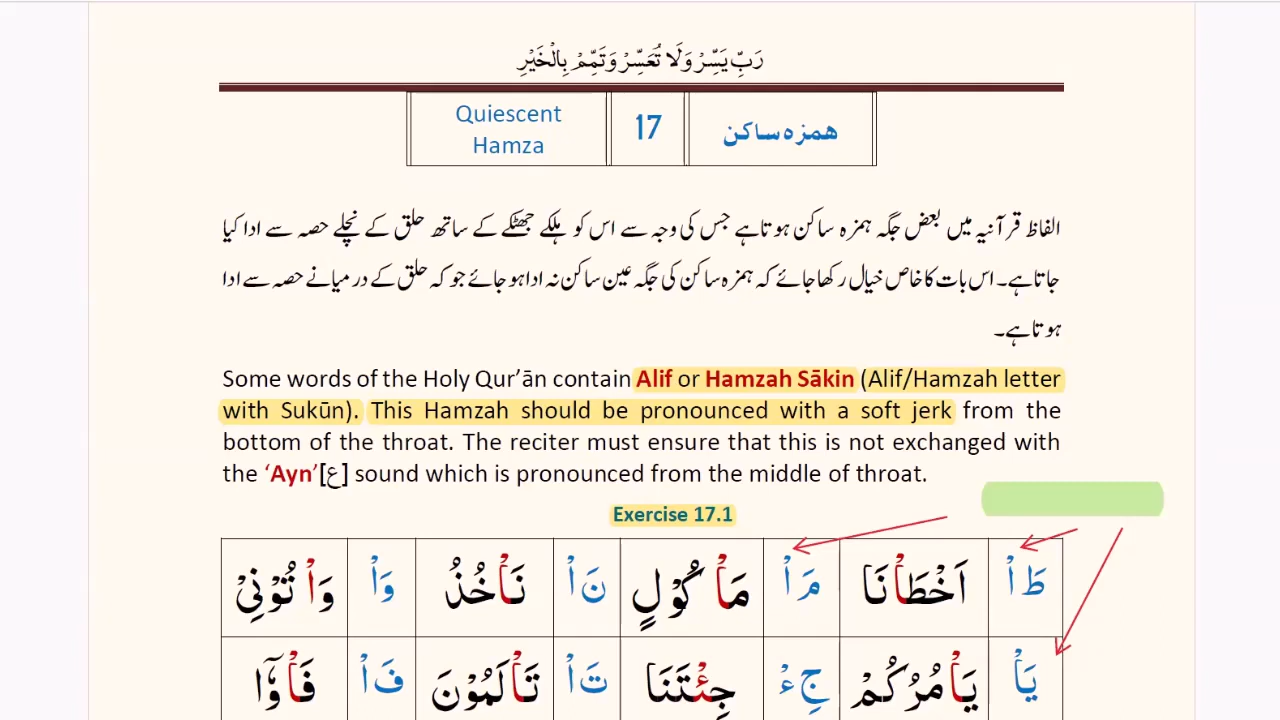 رَبِّ يَسِّرْ وَلَا تُعَسِّرْ وَتَمِّمْ بِالْخَيْرِ
Quiescent Hamza 17 همزه ساکن
الفاظ قرآنیہ میں بعض جگہ ہمزہ ساکن ہوتا ہے جس کی وجہ سے اس کو ہلکے جھٹکے کے ساتھ حلق کے نچلے حصہ سے ادا کیا
جاتا ہے۔ اس بات کا خاص خیال رکھا جائے کہ ہمزہ ساکن کی جگہ عین ساکن نہ ادا ہو جائے جو کہ حلق کے درمیانے حصہ سے ادا
ہوتا ہے۔
Some words of the Holy Qur’ān contain Alif or Hamzah Sākin (Alif/Hamzah letter
with Sukūn). This Hamzah should be pronounced with a soft jerk from the
bottom of the throat. The reciter must ensure that this is not exchanged with
the ‘Ayn’[ع] sound which is pronounced from the middle of throat.
Exercise 17.1
طَ اْ اَخْطَاْنَا مَ اْ مَاْكُوْلٍ نَ اْ نَاْخُذُ وَاْ وَاْتُوْنِيْ
يَاْ يَاْمُرُكُمْ جِ ءْ جِئْتَنَا تَ اْ تَاْلَمُوْنَ فَ اْ فَاْوٗٓا